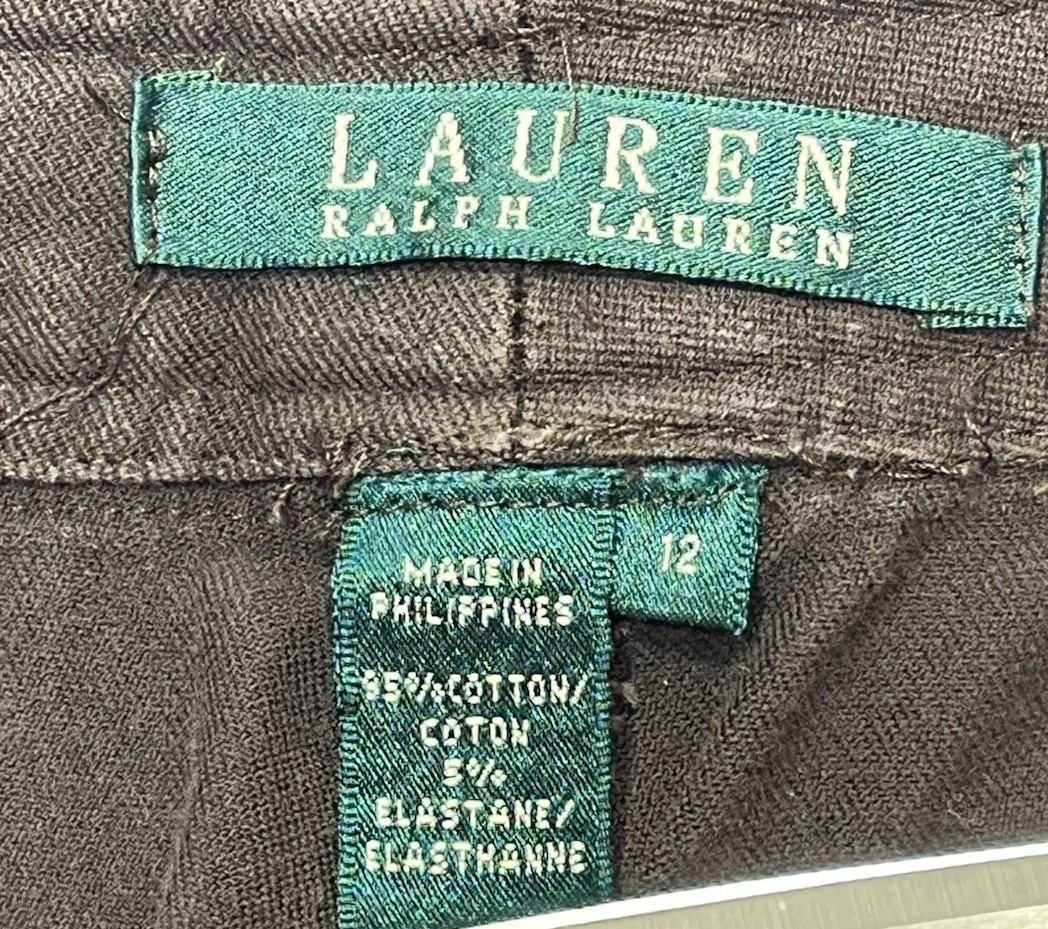 LAUREN
RALPH LAUREN
12
MADE IN
PHILIPPINES
95%COTTON/
COTON
5%
ELASTANE/
ELASTHANNE